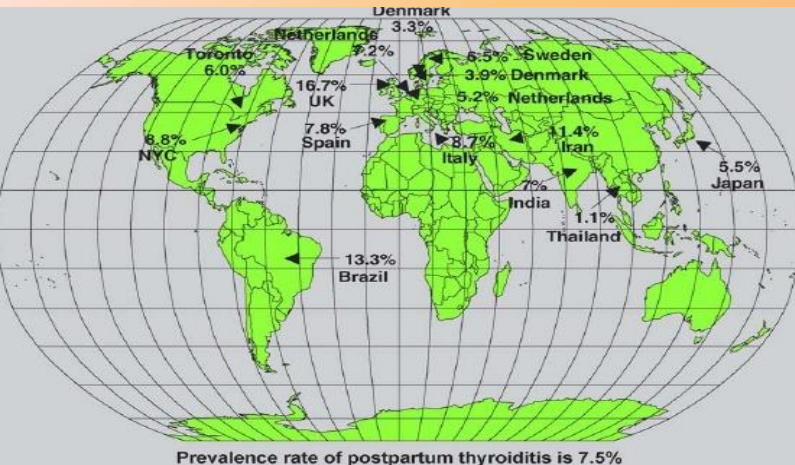 Denmark
3.3%
Netherlands
7.2%
Toronto
6.0%
6.5% Sweden
3.9% Denmark
5.2% Netherlands
16.7%
UK
7.8%
Spain
8.7%
Italy
11.4%
Iran
8.8%
NYC
5.5%
Japan
7%
India
1.1%
Thailand
13.3%
Brazil
Prevalence rate of postpartum thyroiditis is 7.5%